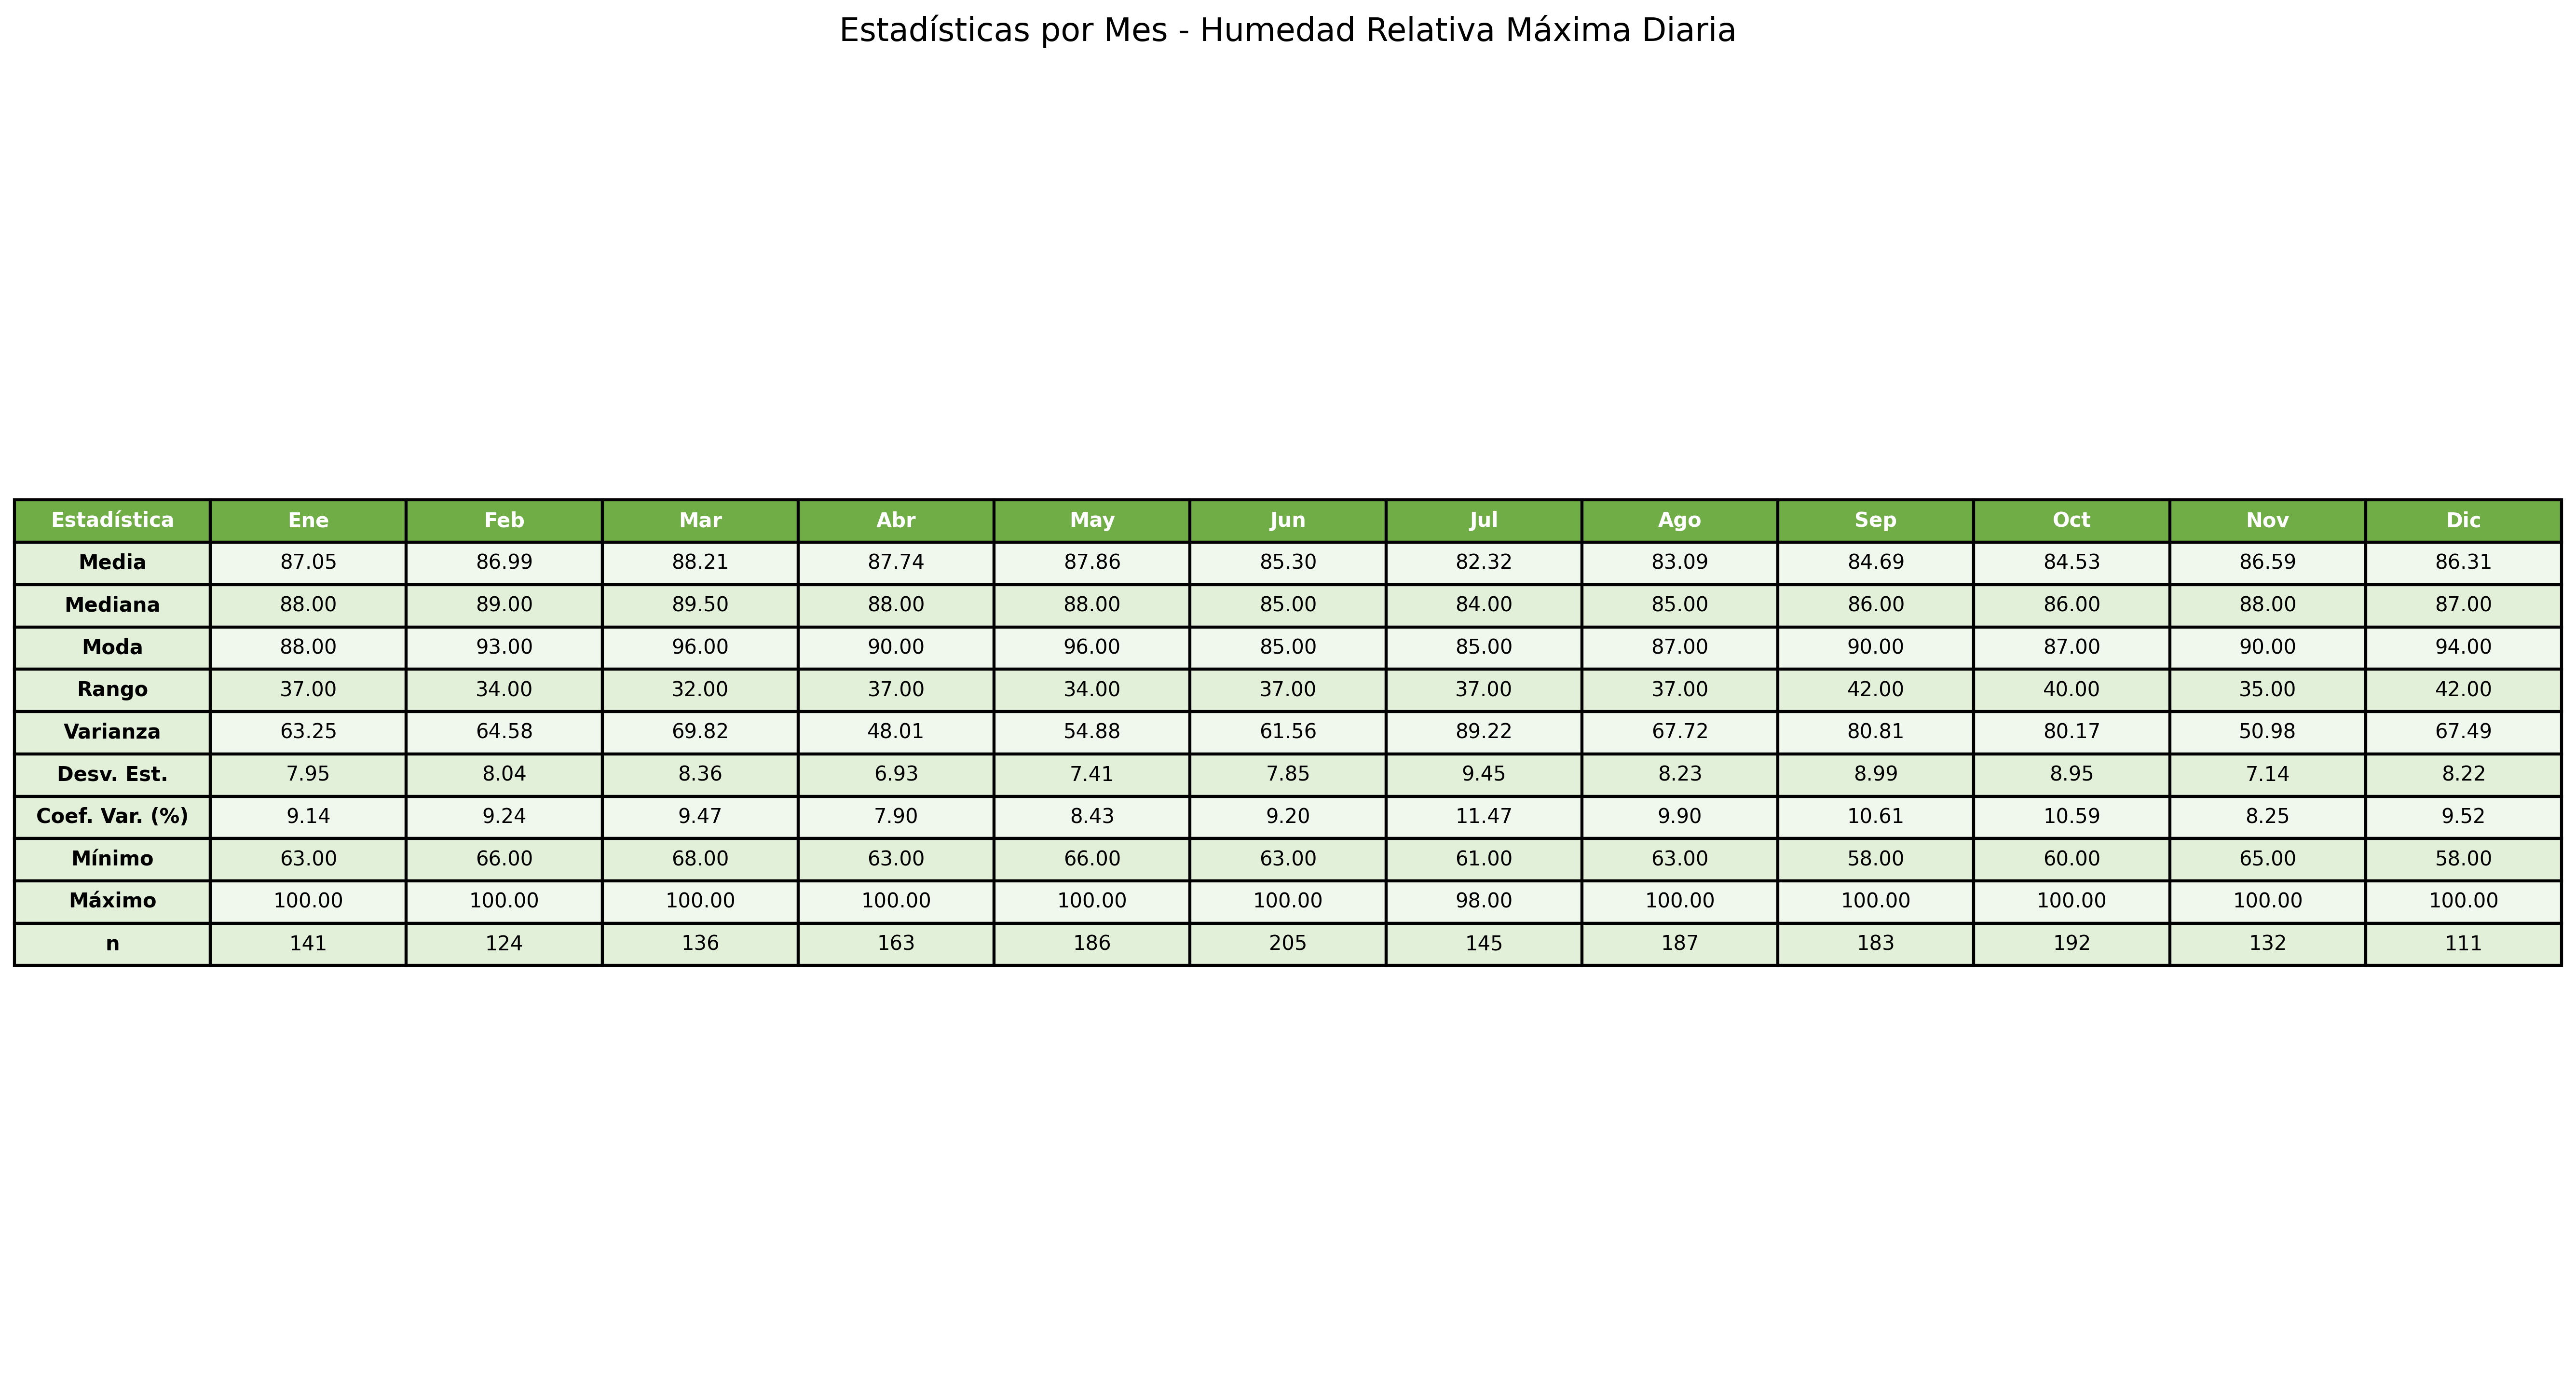 Estadísticas por Mes - Humedad Relativa Máxima Diaria
Estadística Ene Feb Mar Abr May Jun Jul Ago Sep Oct Nov Dic
Media 87.05 86.99 88.21 87.74 87.86 85.30 82.32 83.09 84.69 84.53 86.59 86.31
Mediana 88.00 89.00 89.50 88.00 88.00 85.00 84.00 85.00 86.00 86.00 88.00 87.00
Moda 88.00 93.00 96.00 90.00 96.00 85.00 85.00 87.00 90.00 87.00 90.00 94.00
Rango 37.00 34.00 32.00 37.00 34.00 37.00 37.00 37.00 42.00 40.00 35.00 42.00
Varianza 63.25 64.58 69.82 48.01 54.88 61.56 89.22 67.72 80.81 80.17 50.98 67.49
Desv. Est. 7.95 8.04 8.36 6.93 7.41 7.85 9.45 8.23 8.99 8.95 7.14 8.22
Coef. Var. (%) 9.14 9.24 9.47 7.90 8.43 9.20 11.47 9.90 10.61 10.59 8.25 9.52
Mínimo 63.00 66.00 68.00 63.00 66.00 63.00 61.00 63.00 58.00 60.00 65.00 58.00
Máximo 100.00 100.00 100.00 100.00 100.00 100.00 98.00 100.00 100.00 100.00 100.00 100.00
n 141 124 136 163 186 205 145 187 183 192 132 111